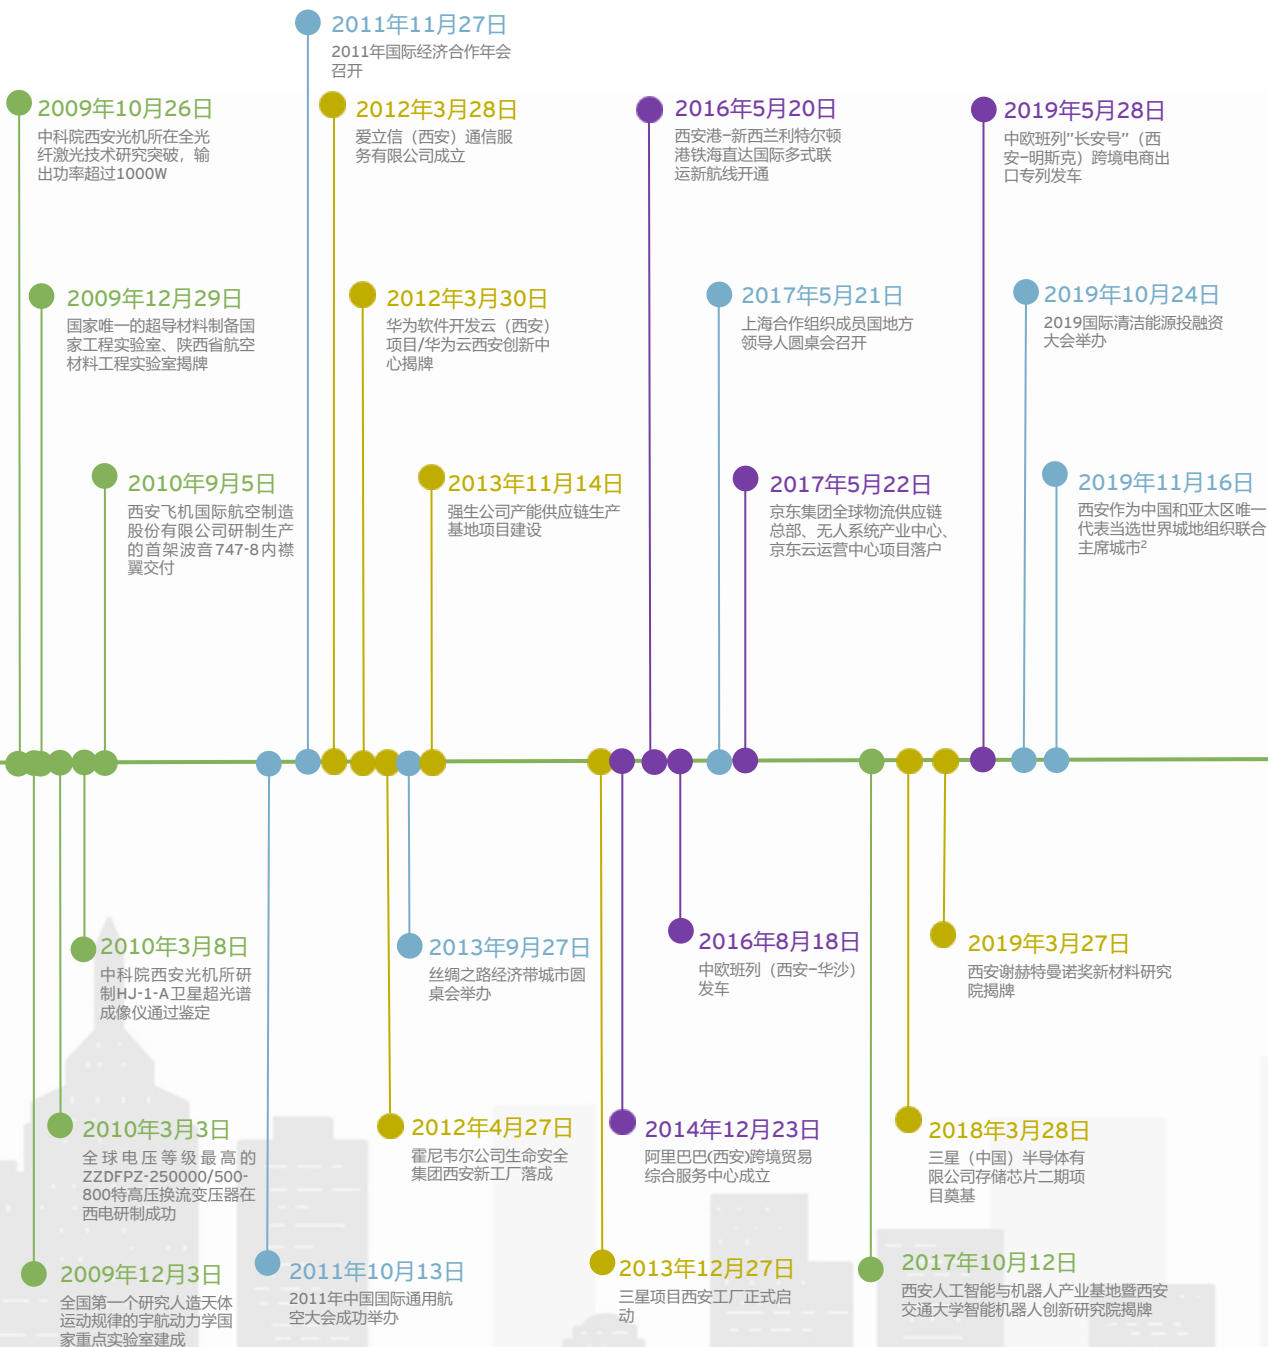 2011年11月27日
2011年国际经济合作年会
召开
2009年10月26日
中科院西安光机所在全光
纤激光技术研究突破，输
出功率超过1000W
2012年3月28日
爱立信（西安）通信服
务有限公司成立
2016年5月20日
西安港-新西兰利特尔顿
港铁海直达国际多式联
运新航线开通
2019年5月28日
中欧班列"长安号"（西
安-明斯克）跨境电商出
口专列发车
2009年12月29日
国家唯一的超导材料制备国
家工程实验室、陕西省航空
材料工程实验室揭牌
2012年3月30日
华为软件开发云（西安）
项目/华为云西安创新中
心揭牌
2017年5月21日
上海合作组织成员国地方
领导人圆桌会召开
2019年10月24日
2019国际清洁能源投融资
大会举办
2010年9月5日
西安飞机国际航空制造
股份有限公司研制生产
的首架波音747-8内襟
翼交付
2013年11月14日
强生公司产能供应链生产
基地项目建设
2017年5月22日
京东集团全球物流供应链
总部、无人系统产业中心、
京东云运营中心项目落户
2019年11月16日
西安作为中国和亚太区唯一
代表当选世界城地组织联合
主席城市²
2010年3月8日
中科院西安光机所研
制HJ-1-A卫星超光谱
成像仪通过鉴定
2013年9月27日
丝绸之路经济带城市圆
桌会举办
2016年8月18日
中欧班列（西安-华沙）
发车
2019年3月27日
西安谢赫特曼诺奖新材料研究
院揭牌
2010年3月3日
全球电压等级最高的
ZZDFPZ-250000/500-
800特高压换流变压器在
西电研制成功
2012年4月27日
霍尼韦尔公司生命安全
集团西安新工厂落成
2014年12月23日
阿里巴巴(西安)跨境贸易
综合服务中心成立
2018年3月28日
三星（中国）半导体有
限公司存储芯片二期项
目奠基
2009年12月3日
全国第一个研究人造天体
运动规律的宇航动力学国
家重点实验室建成
2011年10月13日
2011年中国国际通用航
空大会成功举办
2013年12月27日
三星项目西安工厂正式启
动
2017年10月12日
西安人工智能与机器人产业基地暨西安
交通大学智能机器人创新研究院揭牌